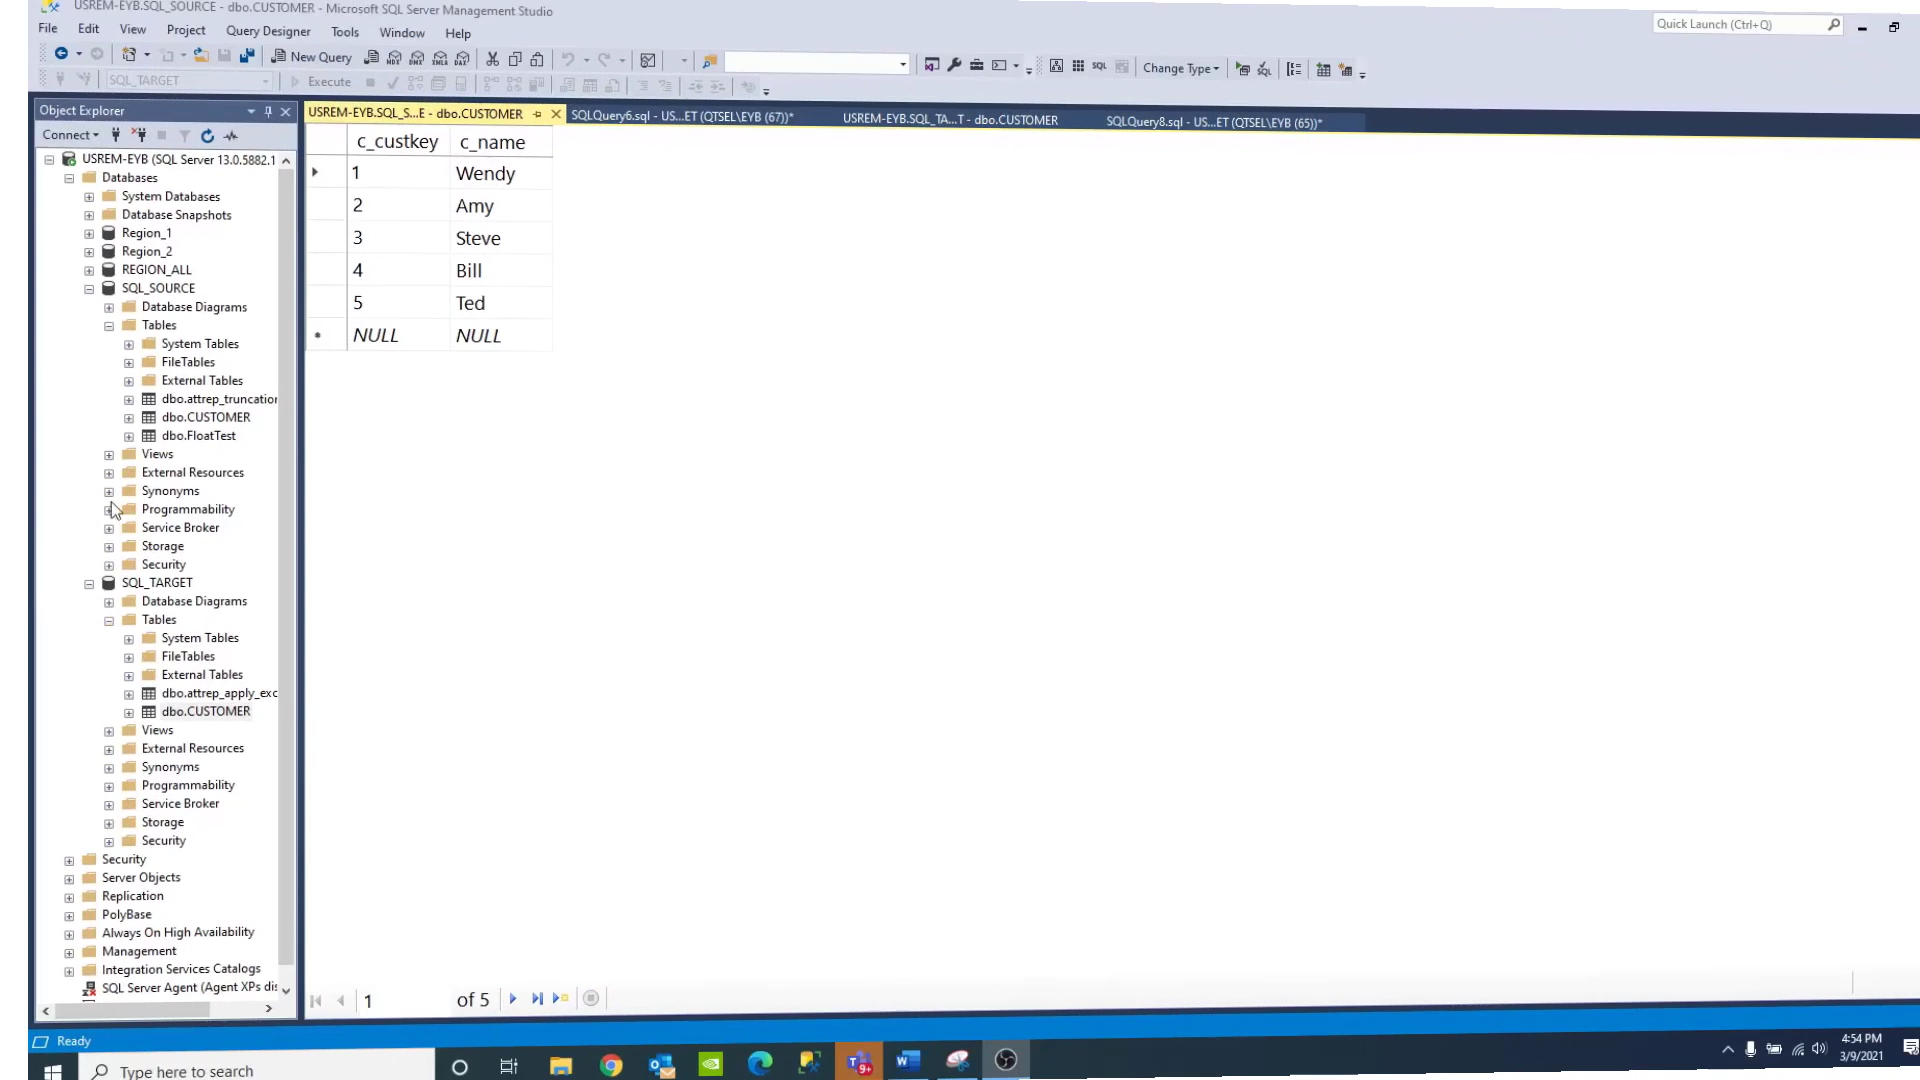 USREM-EYB.SQL_SOURCE - dbo.CUSTOMER - Microsoft SQL Server Management Studio
Quick Launch (Ctrl+Q)
File Edit View Project Query Designer Tools Window Help
New Query
Change Type
SQL_TARGET
Execute
Object Explorer
USREM-EYB.SQL_S...E - dbo.CUSTOMER
SQLQuery6.sql - US...ET (QTSEL\EYB (67))*
USREM-EYB.SQL_TA...T - dbo.CUSTOMER
SQLQuery8.sql - US...ET (QTSEL\EYB (65))*
Connect
USREM-EYB (SQL Server 13.0.5882.1
Databases
System Databases
Database Snapshots
Region_1
Region_2
REGION_ALL
SQL_SOURCE
Database Diagrams
Tables
System Tables
FileTables
External Tables
dbo.attrep_truncation
dbo.CUSTOMER
dbo.FloatTest
Views
External Resources
Synonyms
Programmability
Service Broker
Storage
Security
SQL_TARGET
Database Diagrams
Tables
System Tables
FileTables
External Tables
dbo.attrep_apply_exc
dbo.CUSTOMER
Views
External Resources
Synonyms
Programmability
Service Broker
Storage
Security
Security
Server Objects
Replication
PolyBase
Always On High Availability
Management
Integration Services Catalogs
SQL Server Agent (Agent XPs dis
c_custkey c_name
1 Wendy
2 Amy
3 Steve
4 Bill
5 Ted
NULL NULL
1 of 5
Ready
Type here to search
9+
4:54 PM
3/9/2021